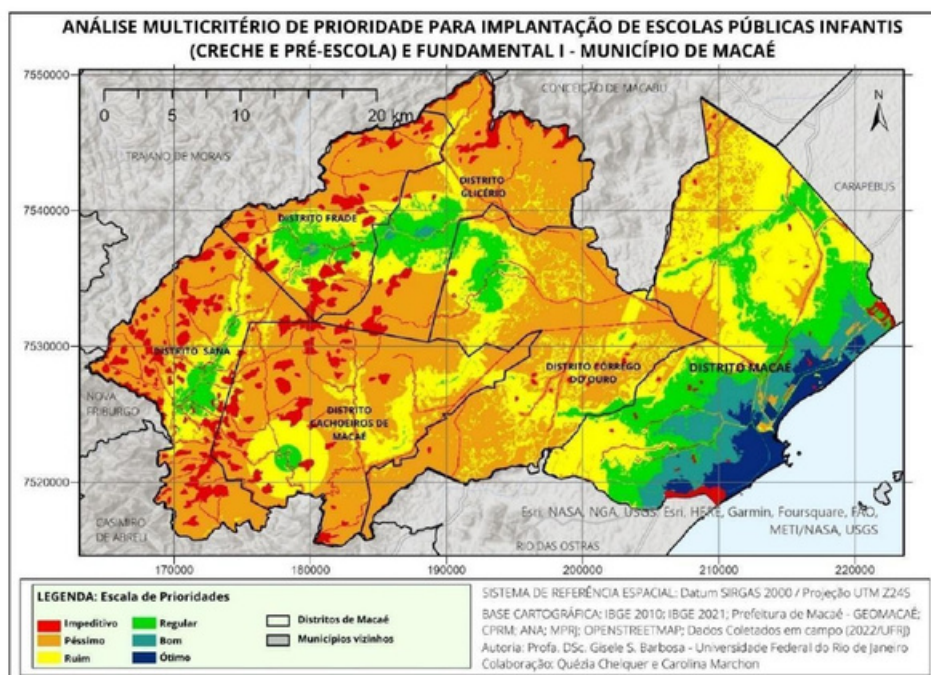 ANÁLISE MULTICRITÉRIO DE PRIORIDADE PARA IMPLANTAÇÃO DE ESCOLAS PÚBLICAS INFANTIS
(CRECHE E PRÉ-ESCOLA) E FUNDAMENTAL I - MUNICÍPIO DE MACAÉ
7550000
CONCEIÇÃO DE MACABU
N
0 5 10 20 km
TRAJANO DE MORAIS
DISTRITO
GLICÉRIO
CARAPEBUS
7540000
DISTRITO FRADE
7530000
DISTRITO SANA
DISTRITO CÓRREGO
DO OURO
DISTRITO MACAÉ
NOVA
FRIBURGO
DISTRITO
CACHOEIROS DE
MACAÉ
7520000
CASIMIRO
DE ABREU
Esri, NASA, NGA, USGS, Esri, HERE, Garmin, Foursquare, FAO,
METI/NASA, USGS
RIO DAS OSTRAS
170000 180000 190000 200000 210000 220000
LEGENDA: Escala de Prioridades
Impeditivo Regular Distritos de Macaé
Péssimo Bom Municípios vizinhos
Ruim Ótimo
SISTEMA DE REFERÊNCIA ESPACIAL: Datum SIRGAS 2000 / Projeção UTM Z24S
BASE CARTOGRÁFICA: IBGE 2010; IBGE 2021; Prefeitura de Macaé - GEOMACAÉ;
CPRM; ANA; MPRJ; OPENSTREETMAP; Dados Coletados em campo (2022/UFRJ)
Autoria: Profa. DSc. Gisele S. Barbosa - Universidade Federal do Rio de Janeiro
Colaboração: Quézia Chelquer e Carolina Marchon